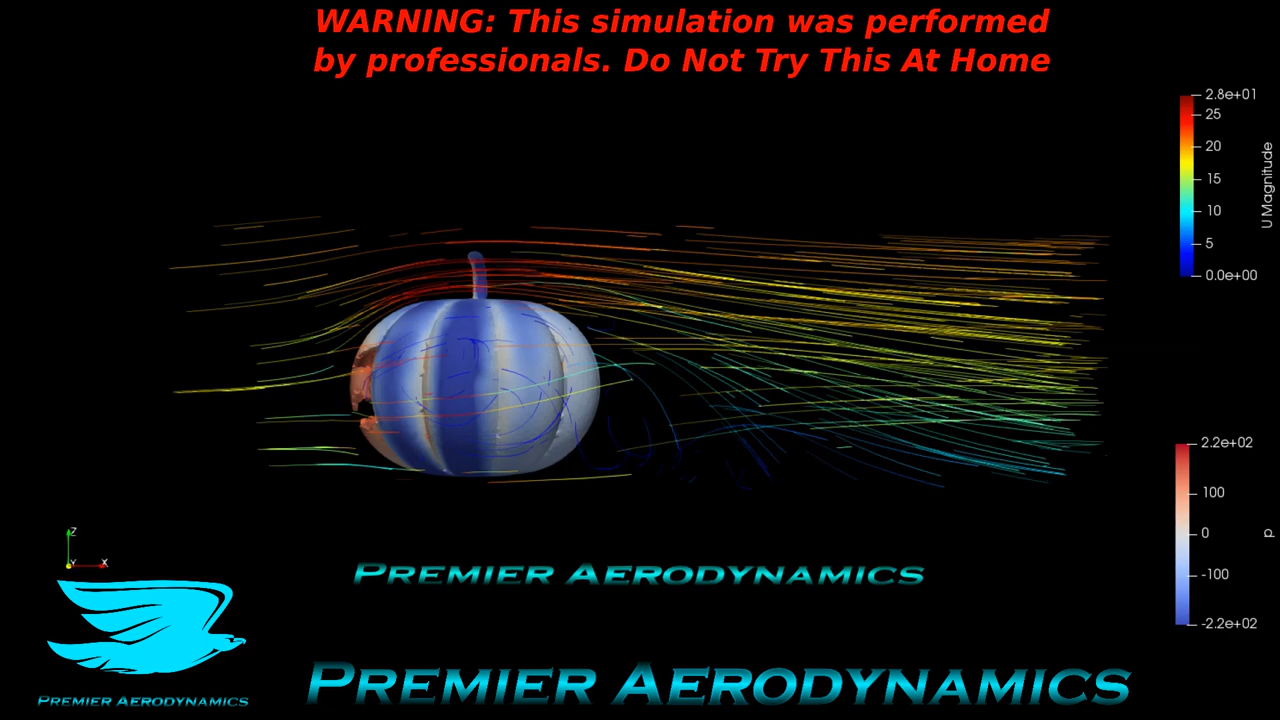 WARNING: This simulation was performed
by professionals. Do Not Try This At Home
2.8e+01
25
20
15
10
5
0.0e+00
U Magnitude
2.2e+02
100
0
-100
-2.2e+02
p
Z
Y
X
PREMIER AERODYNAMICS
PREMIER AERODYNAMICS
PREMIER AERODYNAMICS